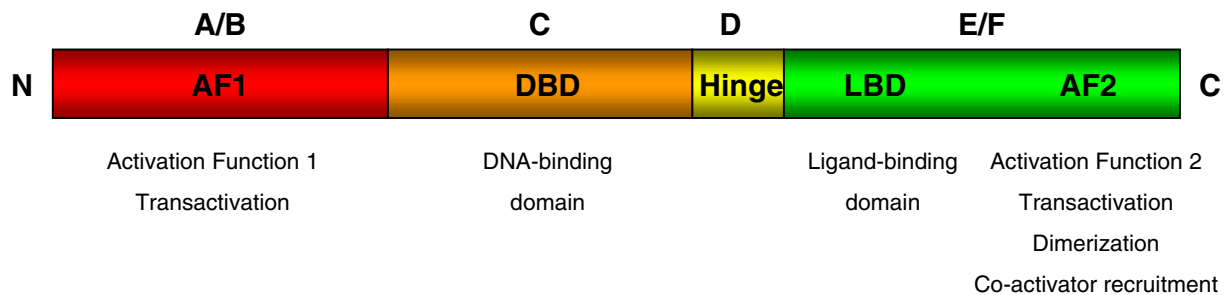 A/B C D E/F
N AF1 DBD Hinge LBD AF2 C
Activation Function 1 DNA-binding Ligand-binding Activation Function 2
Transactivation domain domain Transactivation
Dimerization
Co-activator recruitment